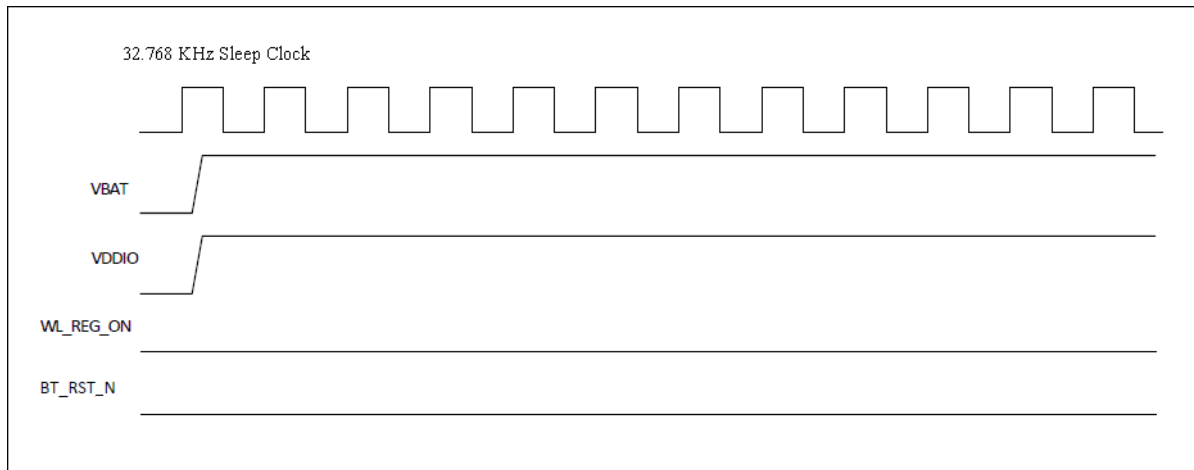 32.768 KHz Sleep Clock
VBAT
VDDIO
WL_REG_ON
BT_RST_N